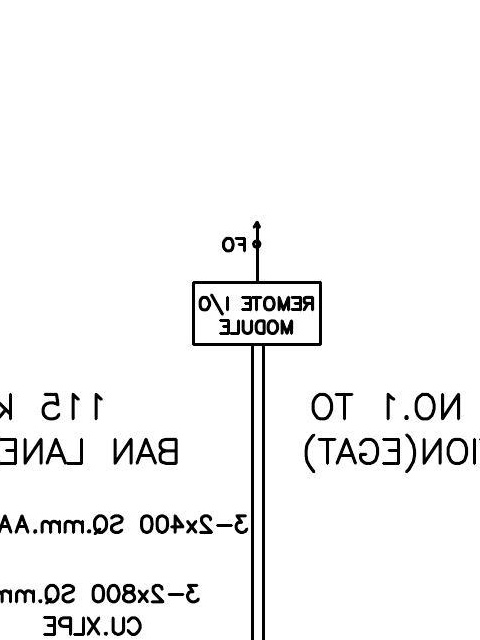 FO
REMOTE I/O
MODULE
NO.1 TO
ION(EGAT)
115 K
BAN LANE
3-2x400 SQ.mm.AA
3-2x800 SQ.mm
CU.XLPE